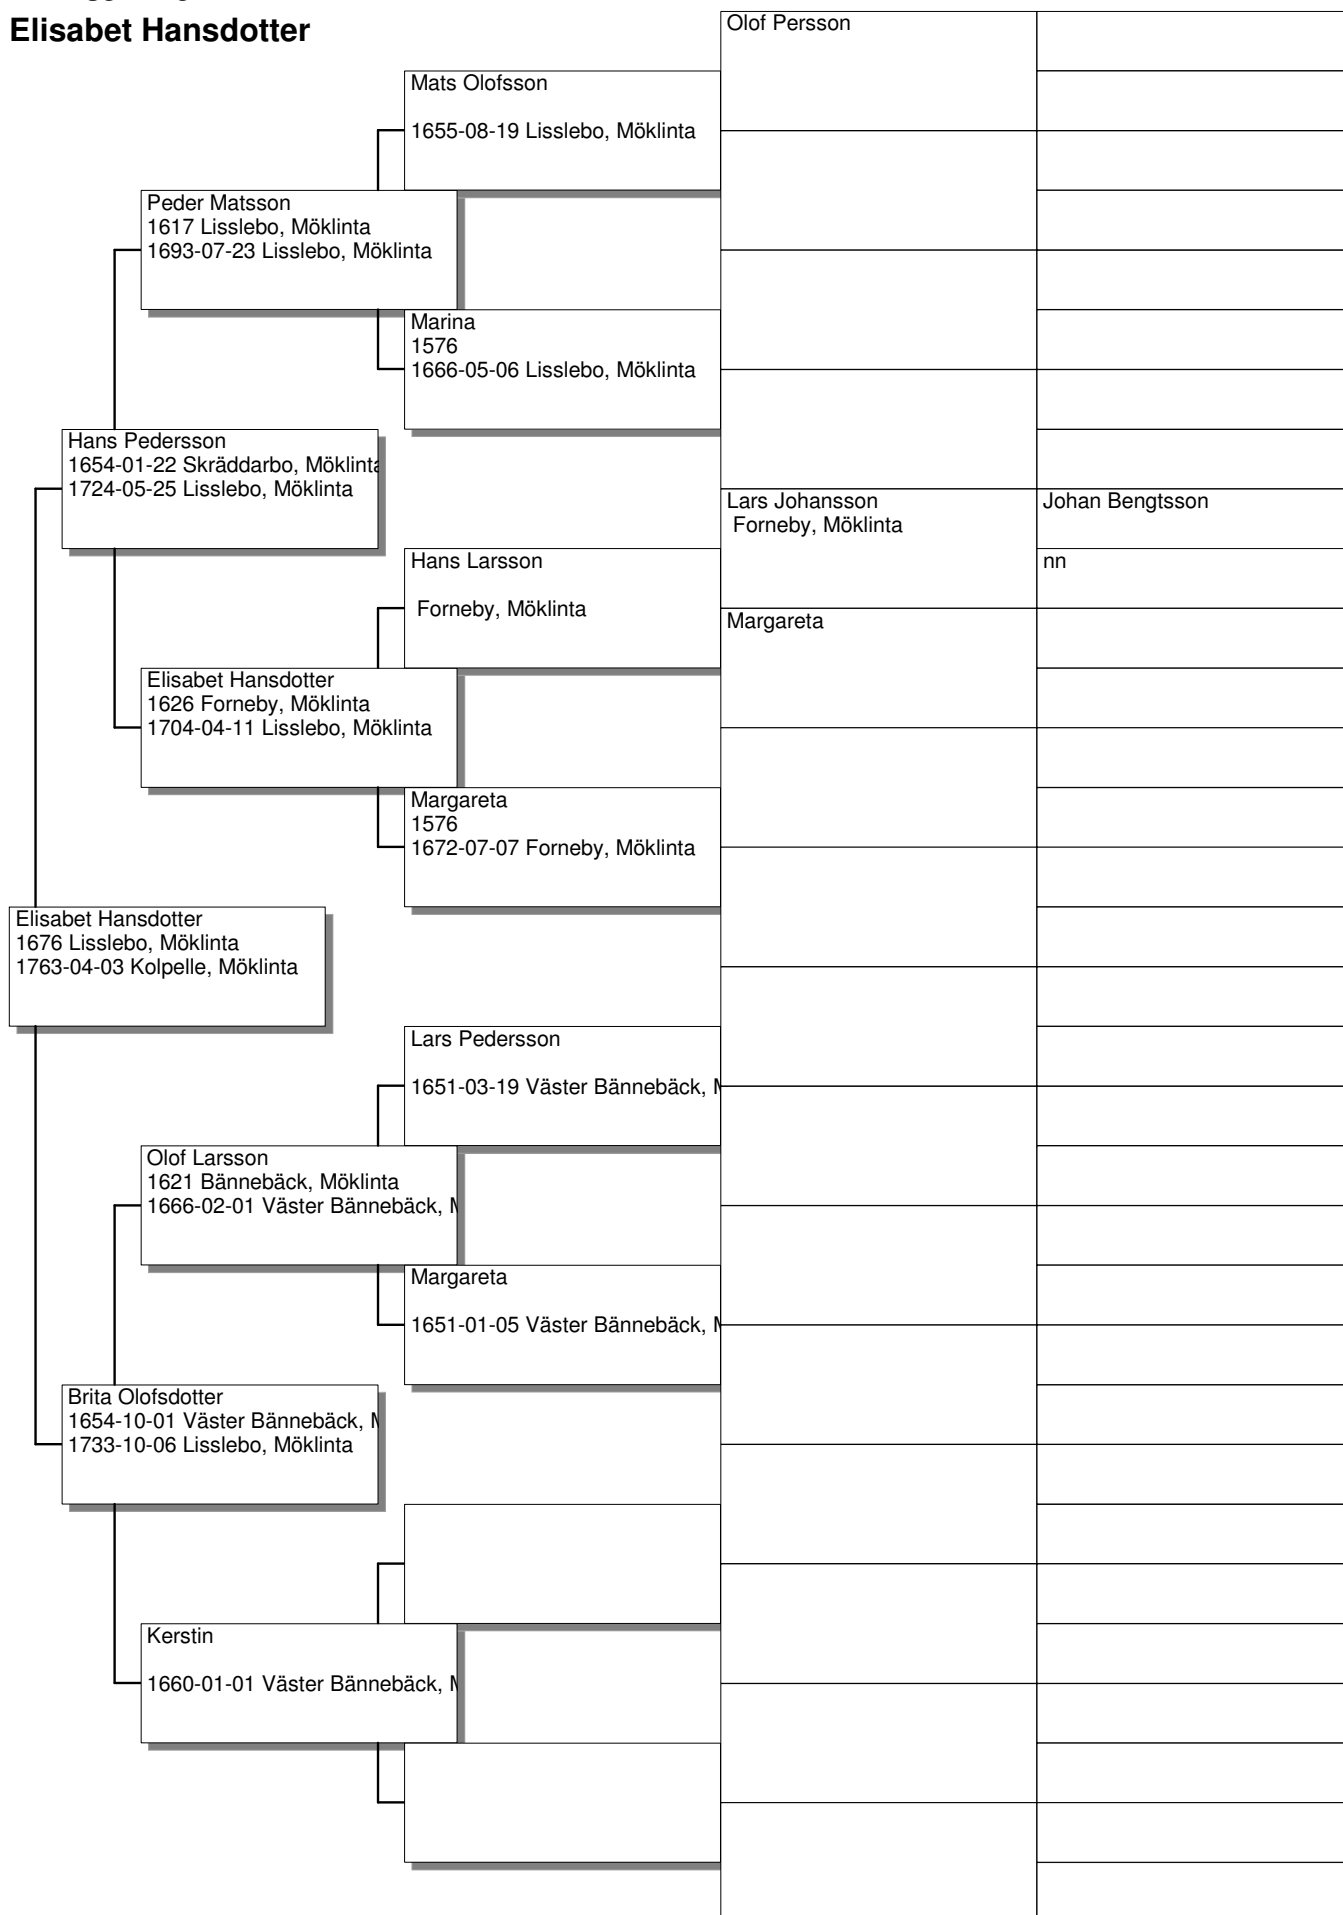 Elisabet Hansdotter
Olof Persson
Mats Olofsson
1655-08-19 Lisslebo, Möklinta
Peder Matsson
1617 Lisslebo, Möklinta
1693-07-23 Lisslebo, Möklinta
Marina
1576
1666-05-06 Lisslebo, Möklinta
Hans Pedersson
1654-01-22 Skräddarbo, Möklinta
1724-05-25 Lisslebo, Möklinta
Lars Johansson
Forneby, Möklinta
Johan Bengtsson
nn
Hans Larsson
Forneby, Möklinta
Margareta
Elisabet Hansdotter
1626 Forneby, Möklinta
1704-04-11 Lisslebo, Möklinta
Margareta
1576
1672-07-07 Forneby, Möklinta
Elisabet Hansdotter
1676 Lisslebo, Möklinta
1763-04-03 Kolpelle, Möklinta
Lars Pedersson
1651-03-19 Väster Bännebäck,
Olof Larsson
1621 Bännebäck, Möklinta
1666-02-01 Väster Bännebäck,
Margareta
1651-01-05 Väster Bännebäck,
Brita Olofsdotter
1654-10-01 Väster Bännebäck,
1733-10-06 Lisslebo, Möklinta
Kerstin
1660-01-01 Väster Bännebäck,